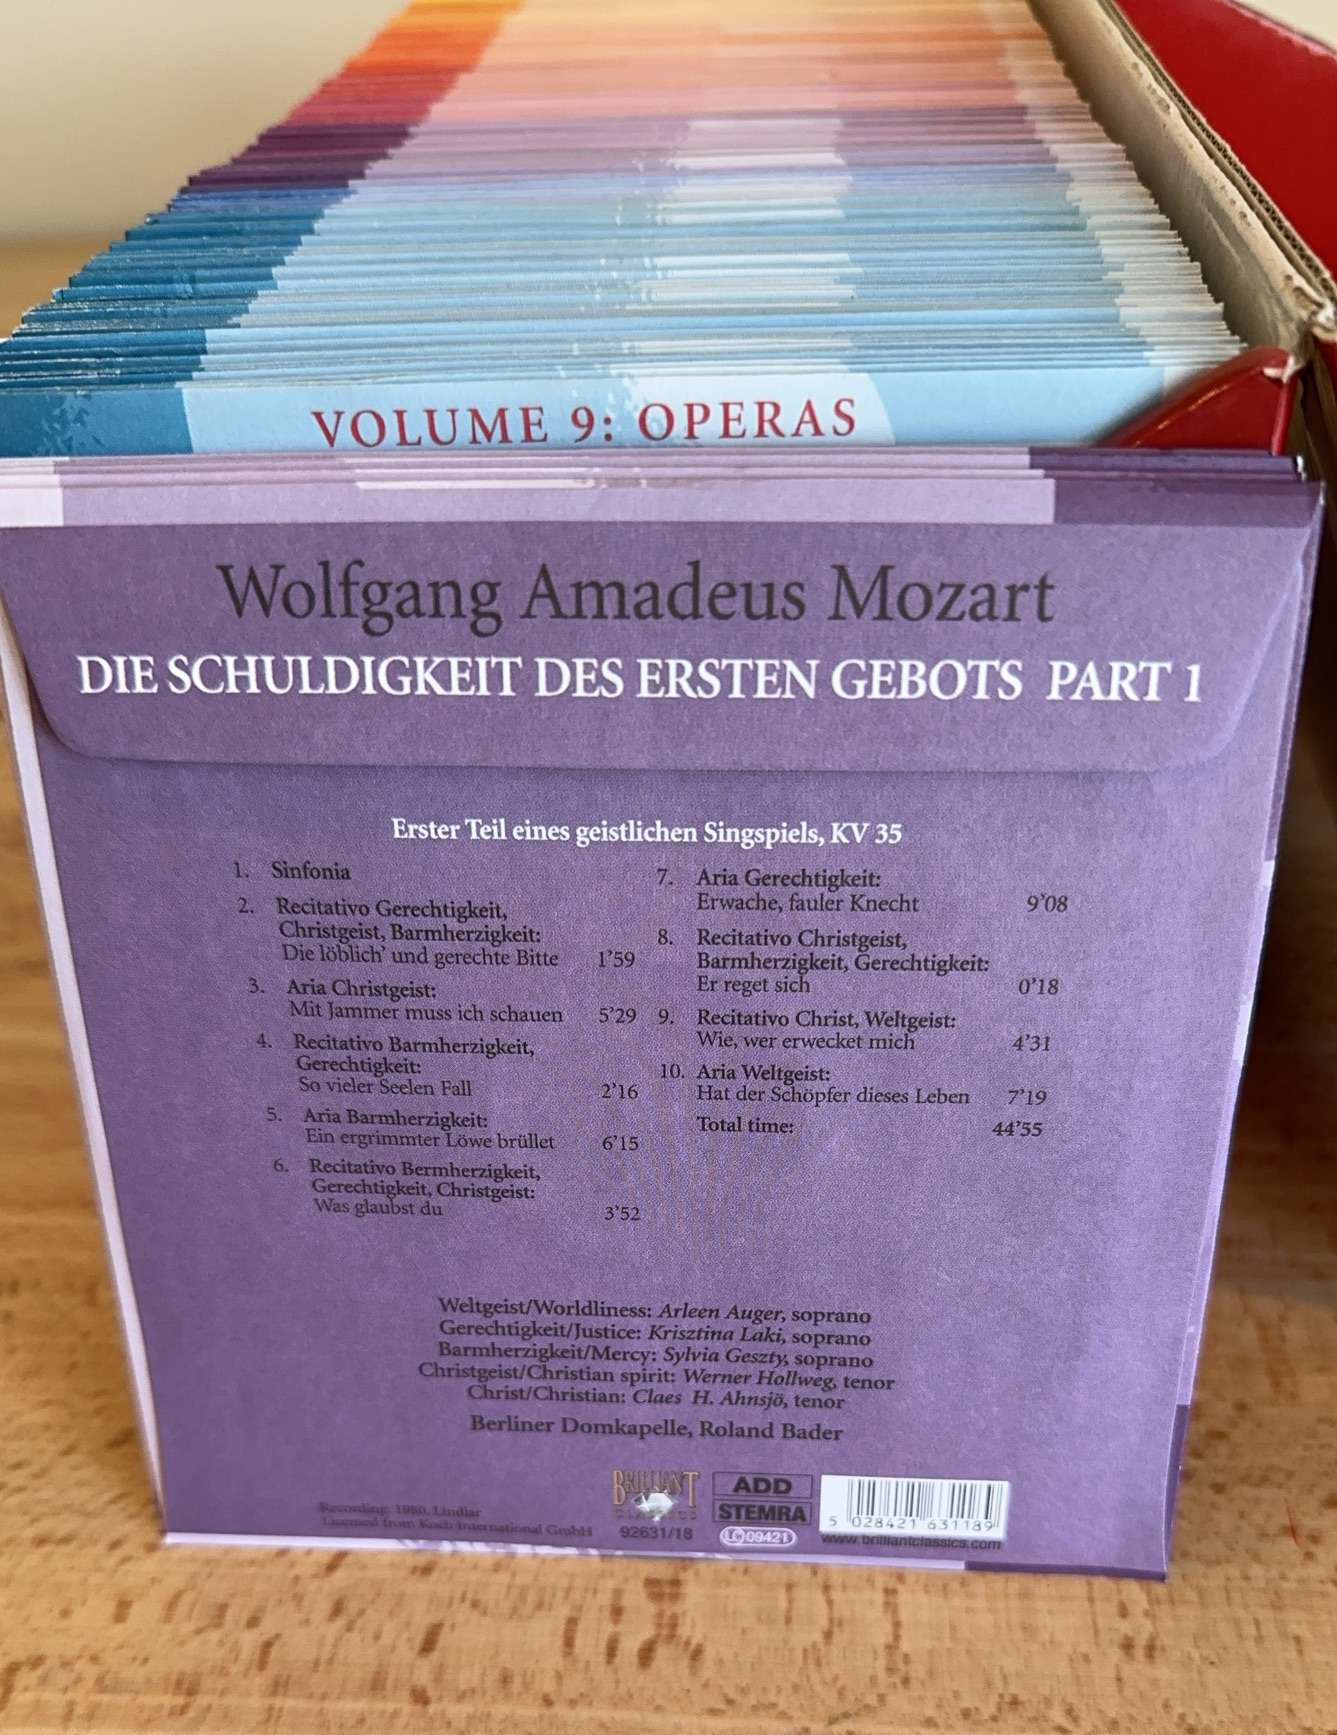 VOLUME 9: OPERAS
Wolfgang Amadeus Mozart
DIE SCHULDIGKEIT DES ERSTEN GEBOTS PART 1
Erster Teil eines geistlichen Singspiels, KV 35
1. Sinfonia
2. Recitativo Gerechtigkeit,
Christgeist, Barmherzigkeit:
Die löblich' und gerechte Bitte 1'59
3. Aria Christgeist:
Mit Jammer muss ich schauen 5'29
4. Recitativo Barmherzigkeit,
Gerechtigkeit:
So vieler Seelen Fall 2'16
5. Aria Barmherzigkeit:
Ein ergrimmter Löwe brüllet 6'15
6. Recitativo Bermherzigkeit,
Gerechtigkeit, Christgeist:
Was glaubst du 3'52
7. Aria Gerechtigkeit:
Erwache, fauler Knecht 9'08
8. Recitativo Christgeist,
Barmherzigkeit, Gerechtigkeit:
Er reget sich 0'18
9. Recitativo Christ, Weltgeist:
Wie, wer erwecket mich 4'31
10. Aria Weltgeist:
Hat der Schöpfer dieses Leben 7'19
Total time: 44'55
Weltgeist/Worldliness: Arleen Auger, soprano
Gerechtigkeit/Justice: Krisztina Laki, soprano
Barmherzigkeit/Mercy: Sylvia Geszty, soprano
Christgeist/Christian spirit: Werner Hollweg, tenor
Christ/Christian: Claes H. Ahnsjö, tenor
Berliner Domkapelle, Roland Bader
Recording: 1980, Lindlar
Licensed from Koch International GmbH
BRILLIANT
CLASSICS
92631/18
ADD
STEMRA
LC 09421
5 028421 631189
www.brilliantclassics.com